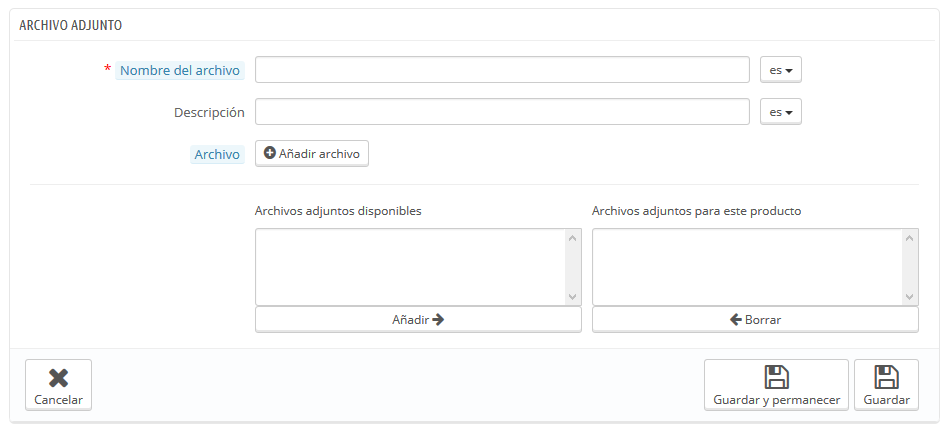 ARCHIVO ADJUNTO
* Nombre del archivo es
Descripción es
Archivo Añadir archivo
Archivos adjuntos disponibles Archivos adjuntos para este producto
Añadir Borrar
Cancelar Guardar y permanecer Guardar